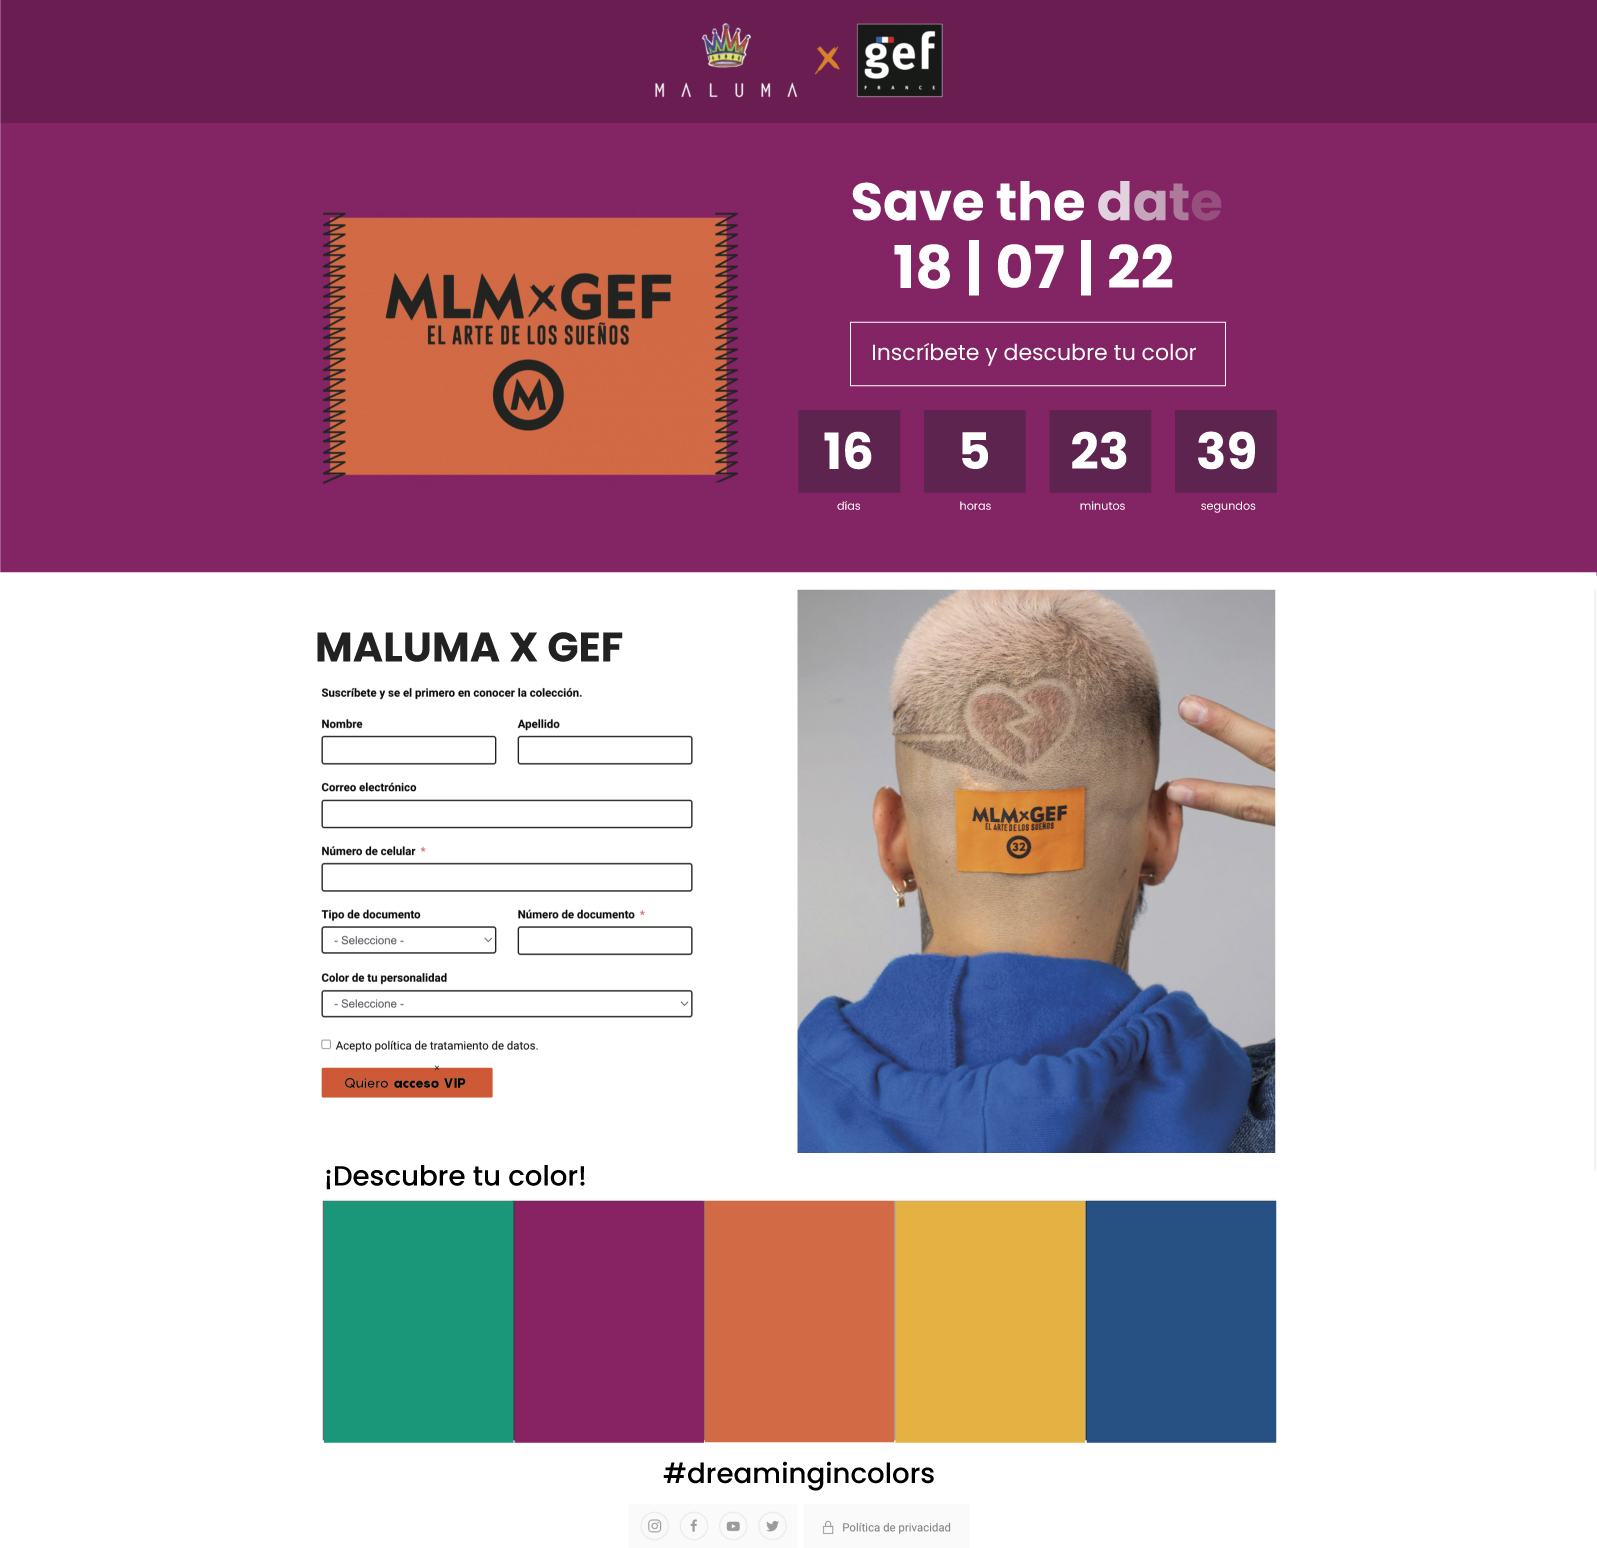 MALUMA
x
gef
FRANCE
Save the date
18 | 07 | 22
MLMxGEF
EL ARTE DE LOS SUEÑOS
M
Inscríbete y descubre tu color
16 5 23 39
días horas minutos segundos
MALUMA X GEF
Suscríbete y se el primero en conocer la colección.
Nombre Apellido
Correo electrónico
Número de celular *
Tipo de documento Número de documento *
- Seleccione -
Color de tu personalidad
- Seleccione -
Acepto política de tratamiento de datos.
Quiero acceso VIP
MLMxGEF
EL ARTE DE LOS SUEÑOS
32
¡Descubre tu color!
#dreamingincolors
Política de privacidad